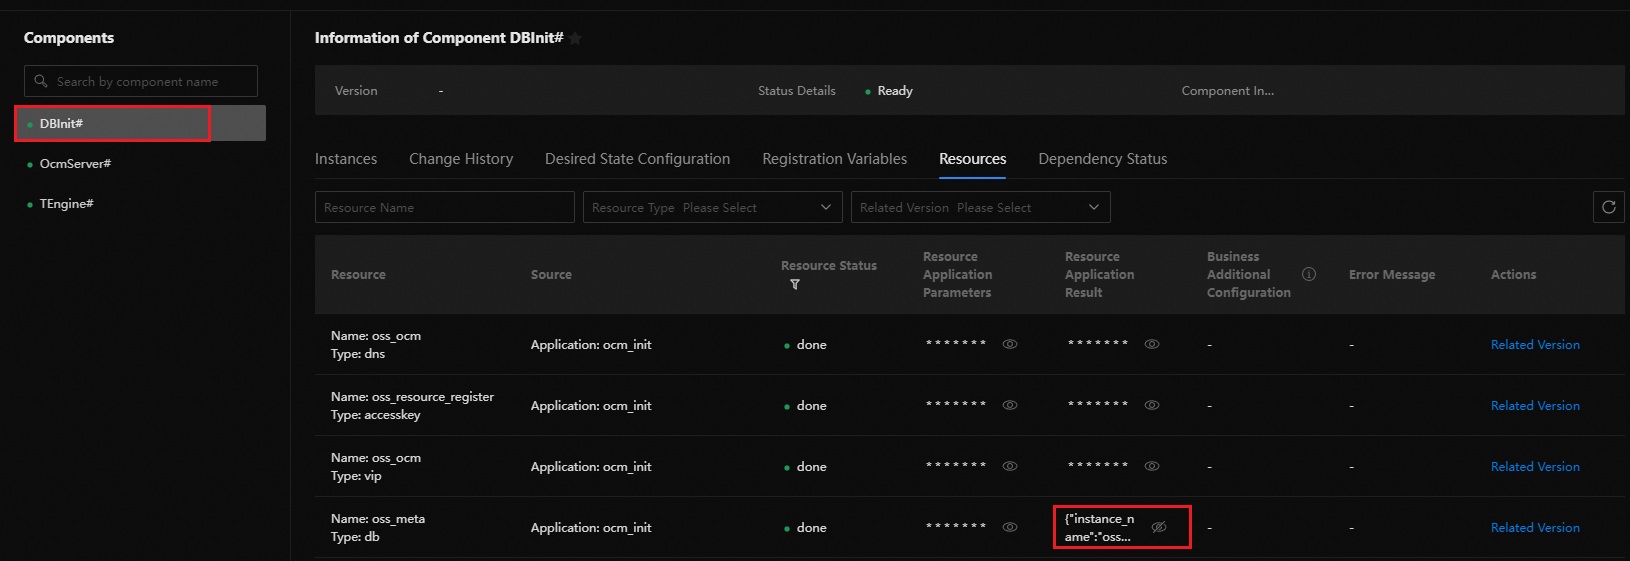 Components
Search by component name
DBInit#
OcmServer#
TEngine#
Information of Component DBInit#
Version - Status Details Ready Component In...
Instances Change History Desired State Configuration Registration Variables Resources Dependency Status
Resource Name Resource Type Please Select Related Version Please Select
Resource Source Resource Status Resource Application Parameters Resource Application Result Business Additional Configuration Error Message Actions
Name: oss_ocm
Type: dns
Application: ocm_init done ******* ******* - - Related Version
Name: oss_resource_register
Type: accesskey
Application: ocm_init done ******* ******* - - Related Version
Name: oss_ocm
Type: vip
Application: ocm_init done ******* ******* - - Related Version
Name: oss_meta
Type: db
Application: ocm_init done ******* {"instance_n
ame":"oss... - - Related Version